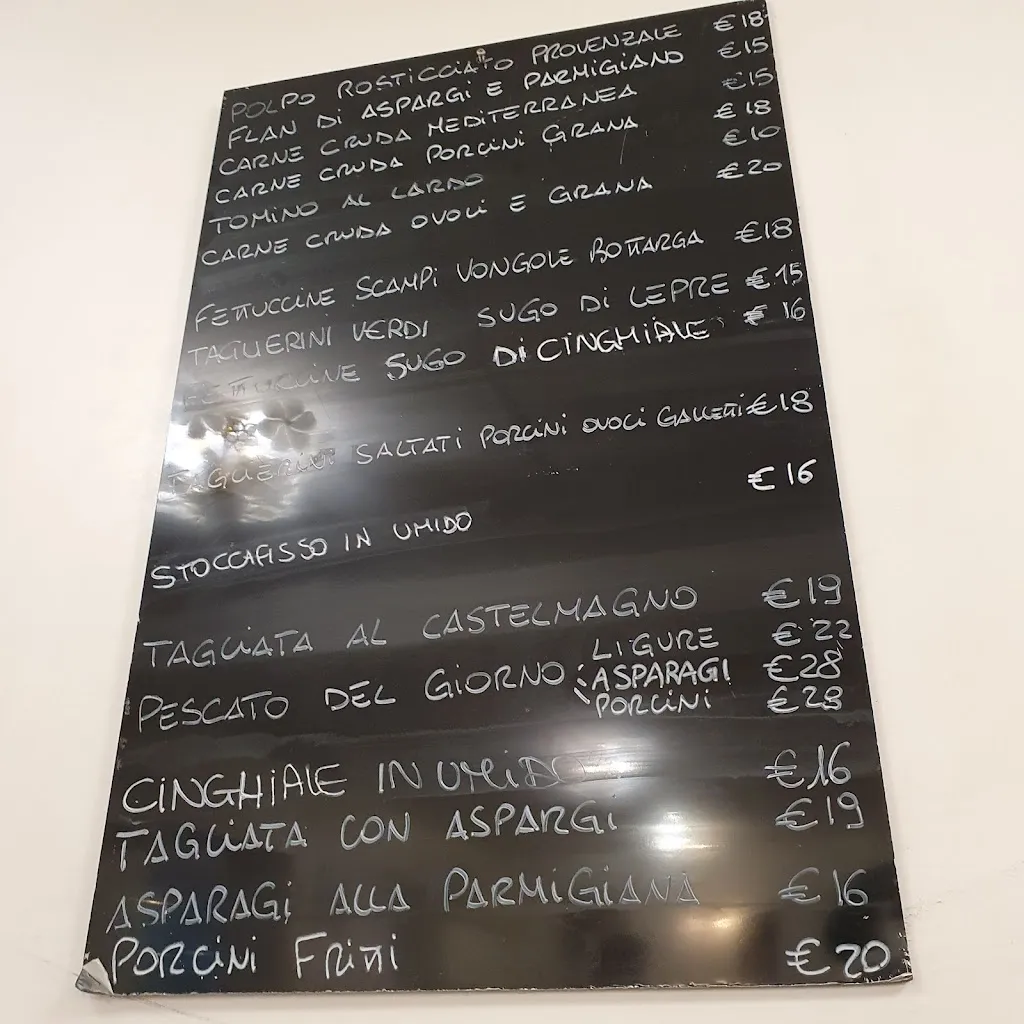 POLPO ROSTICCIATO PROVENZALE €18
FLAN DI ASPARGI E PARMIGIANO €15
CARNE CRUDA MEDITERRANEA €15
CARNE CRUDA PORCINI GRANA €18
TOMINO AL LARDO €10
CARNE CRUDA OVOLI E GRANA €20
FETTUCCINE SCAMPI VONGOLE BOTTARGA €18
TAGLIERINI VERDI SUGO DI LEPRE €15
FETTUCCINE SUGO DI CINGHIALE €16
TAGLIERINI SALTATI PORCINI OVOLI GALLETTI €18
€16
STOCCAFISSO IN UMIDO
TAGLIATA AL CASTELMAGNO €19
LIGURE €22
PESCATO DEL GIORNO ASPARAGI €28
PORCINI €28
CINGHIALE IN UMIDO €16
TAGLIATA CON ASPARGI €19
ASPARAGI ALLA PARMIGIANA €16
PORCINI FRITTI €20